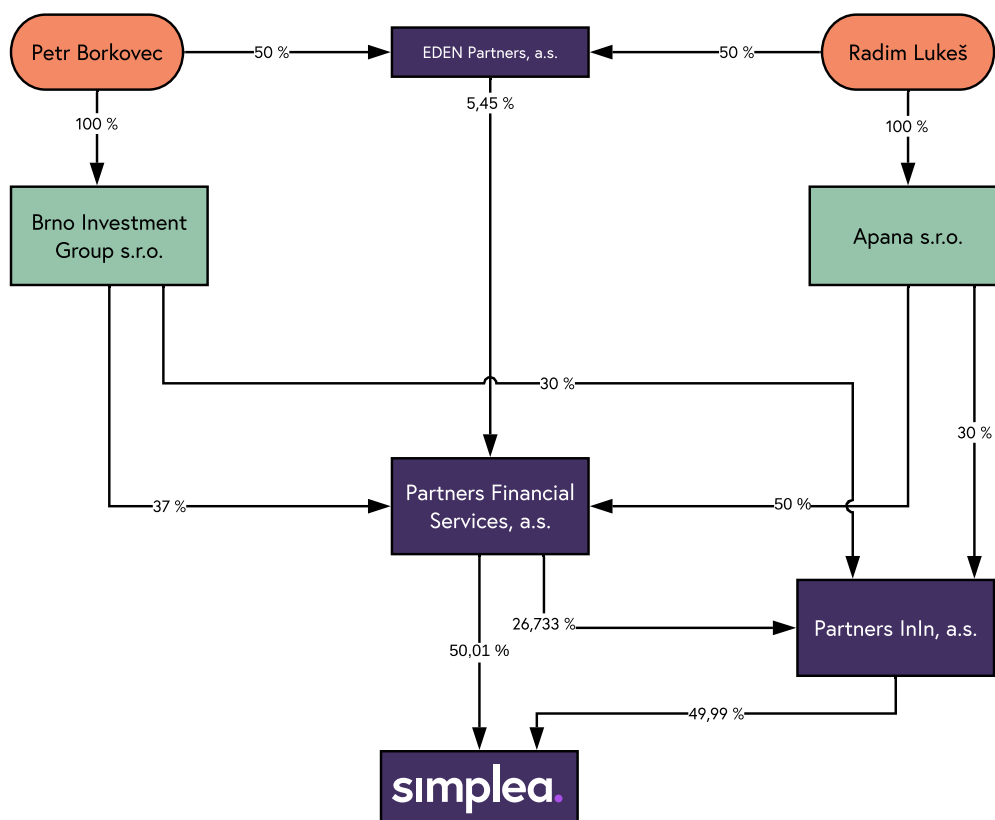 Petr Borkovec
50 %
EDEN Partners, a.s.
50 %
Radim Lukeš
100 %
5,45 %
100 %
Brno Investment
Group s.r.o.
Apana s.r.o.
30 %
30 %
37 %
Partners Financial
Services, a.s.
50 %
26,733 %
Partners InIn, a.s.
50,01 %
49,99 %
simplea.